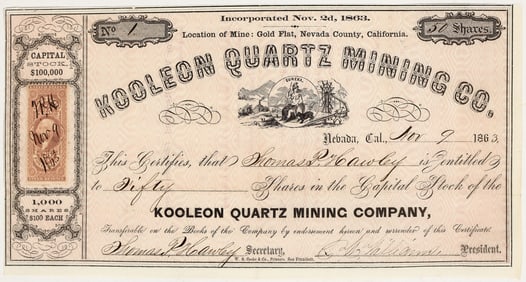 Incorporated Nov. 2d, 1863.
Location of Mine: Gold Flat, Nevada County, California.
No 1
50 Shares.
CAPITAL
STOCK.
$100,000
KOOLEON QUARTZ MINING CO.
EUREKA
Nov 9
1863
Nevada, Cal., Nov 9 1863
This Certifies, that Thomas P. Hawley is entitled
to Fifty Shares in the Capital Stock of the
1,000
SHARES
$100 EACH
KOOLEON QUARTZ MINING COMPANY,
Transferable on the Books of the Company by endorsement hereon and surrender of this Certificate.
Thomas P. Hawley Secretary,
President.